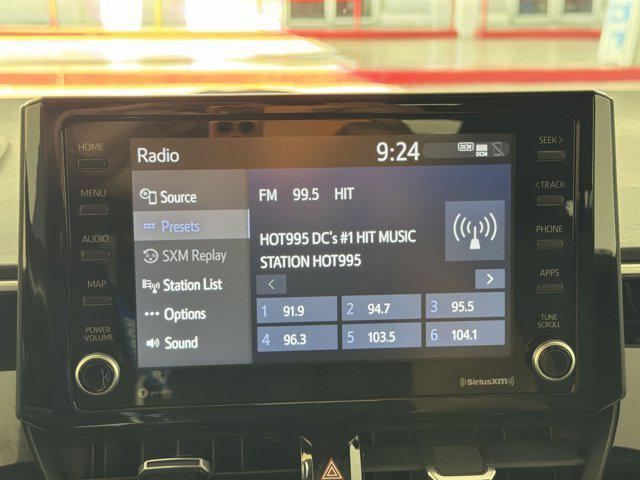 HOME
MENU
AUDIO
MAP
POWER
VOLUME
Radio
9:24
DCM
DCM
Source
Presets
SXM Replay
Station List
Options
Sound
FM 99.5 HIT
HOT995 DC's #1 HIT MUSIC
STATION HOT995
< >
1 91.9 2 94.7 3 95.5
4 96.3 5 103.5 6 104.1
SEEK >
< TRACK
PHONE
APPS
TUNE
SCROLL
SiriusXM